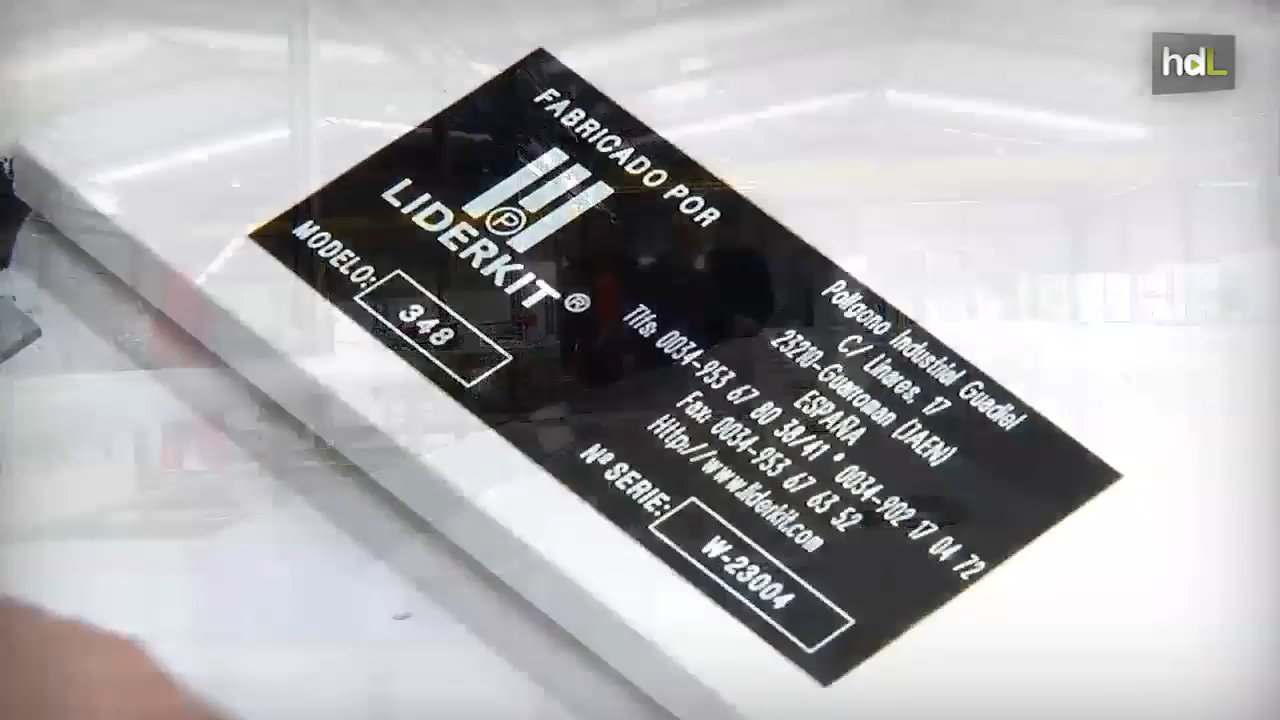 hdL
FABRICADO POR
P
LIDERKIT®
MODELO:
348
Polígono Industrial Guadiel
C/ Linares, 17
23210-Guarroman (JAEN)
ESPAÑA
Tlfs: 0034-953 67 80 38/41 * 0034-902 17 04 72
Fax: 0034-953 67 63 52
Http//www.liderkit.com
Nº SERIE:
W-23004